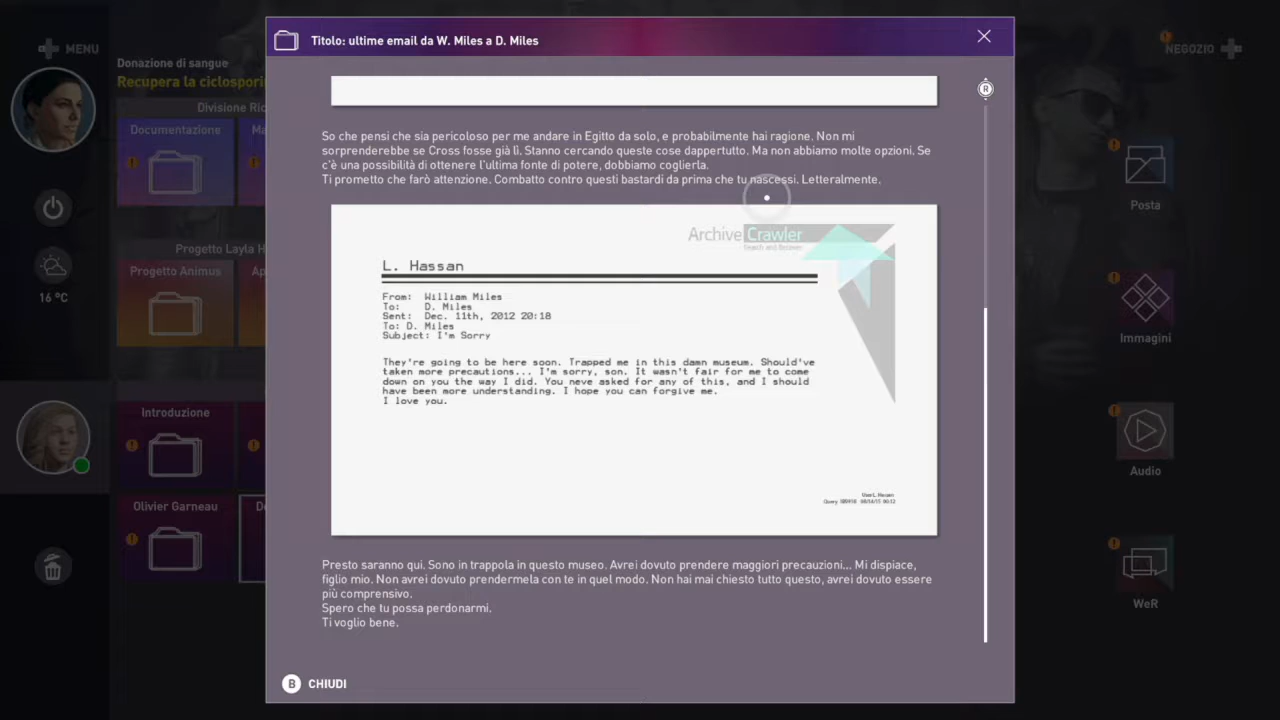 Titolo: ultime email da W. Miles a D. Miles
MENU
NEGOZIO
Donazione di sangue
Recupera la ciclospori
Divisione Ric
Documentazione
Ma
Progetto Layla H
Progetto Animus
Ap
16 °C
Introduzione
Olivier Garneau
De
So che pensi che sia pericoloso per me andare in Egitto da solo, e probabilmente hai ragione. Non mi
sorprenderebbe se Cross fosse già lì. Stanno cercando queste cose dappertutto. Ma non abbiamo molte opzioni. Se
c'è una possibilità di ottenere l'ultima fonte di potere, dobbiamo coglierla.
Ti prometto che farò attenzione. Combatto contro questi bastardi da prima che tu nascessi. Letteralmente.
Archive Crawler
Search and Recover
L. Hassan
From: William Miles
To: D. Miles
Sent: Dec. 11th, 2012 20:18
To: D. Miles
Subject: I'm Sorry
They're going to be here soon. Trapped me in this damn museum. Should've
taken more precautions... I'm sorry, son. It wasn't fair for me to come
down on you the way I did. You neve asked for any of this, and I should
have been more understanding. I hope you can forgive me.
I love you.
Presto saranno qui. Sono in trappola in questo museo. Avrei dovuto prendere maggiori precauzioni... Mi dispiace,
figlio mio. Non avrei dovuto prendermela con te in quel modo. Non hai mai chiesto tutto questo, avrei dovuto essere
più comprensivo.
Spero che tu possa perdonarmi.
Ti voglio bene.
B CHIUDI
R
Posta
Immagini
Audio
WeR